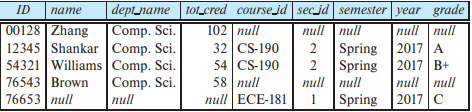 ID name dept_name tot_cred course_id sec_id semester year grade
00128 Zhang Comp. Sci. 102 null null null null null
12345 Shankar Comp. Sci. 32 CS-190 2 Spring 2017 A
54321 Williams Comp. Sci. 54 CS-190 2 Spring 2017 B+
76543 Brown Comp. Sci. 58 null null null null null
76653 null null null ECE-181 1 Spring 2017 C